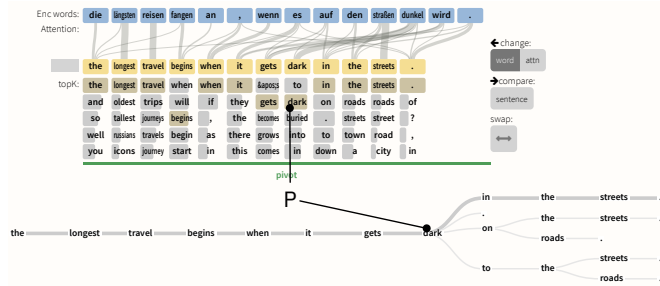 Enc words: die längsten reisen fangen an , wenn es auf den straßen dunkel wird .
Attention:
change:
word attn
the longest travel begins when it gets dark in the streets .
compare:
topK: the longest travel when when it &apos;s to in the streets .
and oldest trips will if they gets dark on roads roads of
sentence
so tallest journeys begins , the becomes buried . streets street ?
swap:
well russians travels begin as there grows into to town road ,
you icons journey start in this comes in down a city in
pivot
P
in the streets .
.
the streets .
on
the longest travel begins when it gets dark
roads .
streets .
to the
roads .